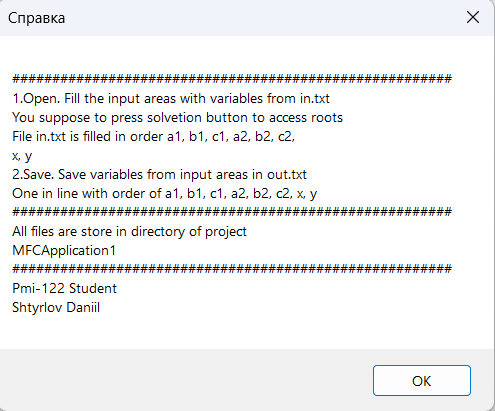 Справка
#######################################################
1.Open. Fill the input areas with variables from in.txt
You suppose to press solvetion button to access roots
File in.txt is filled in order a1, b1, c1, a2, b2, c2,
x, y
2.Save. Save variables from input areas in out.txt
One in line with order of a1, b1, c1, a2, b2, c2, x, y
#######################################################
All files are store in directory of project
MFCApplication1
#######################################################
Pmi-122 Student
Shtyrlov Daniil
OK